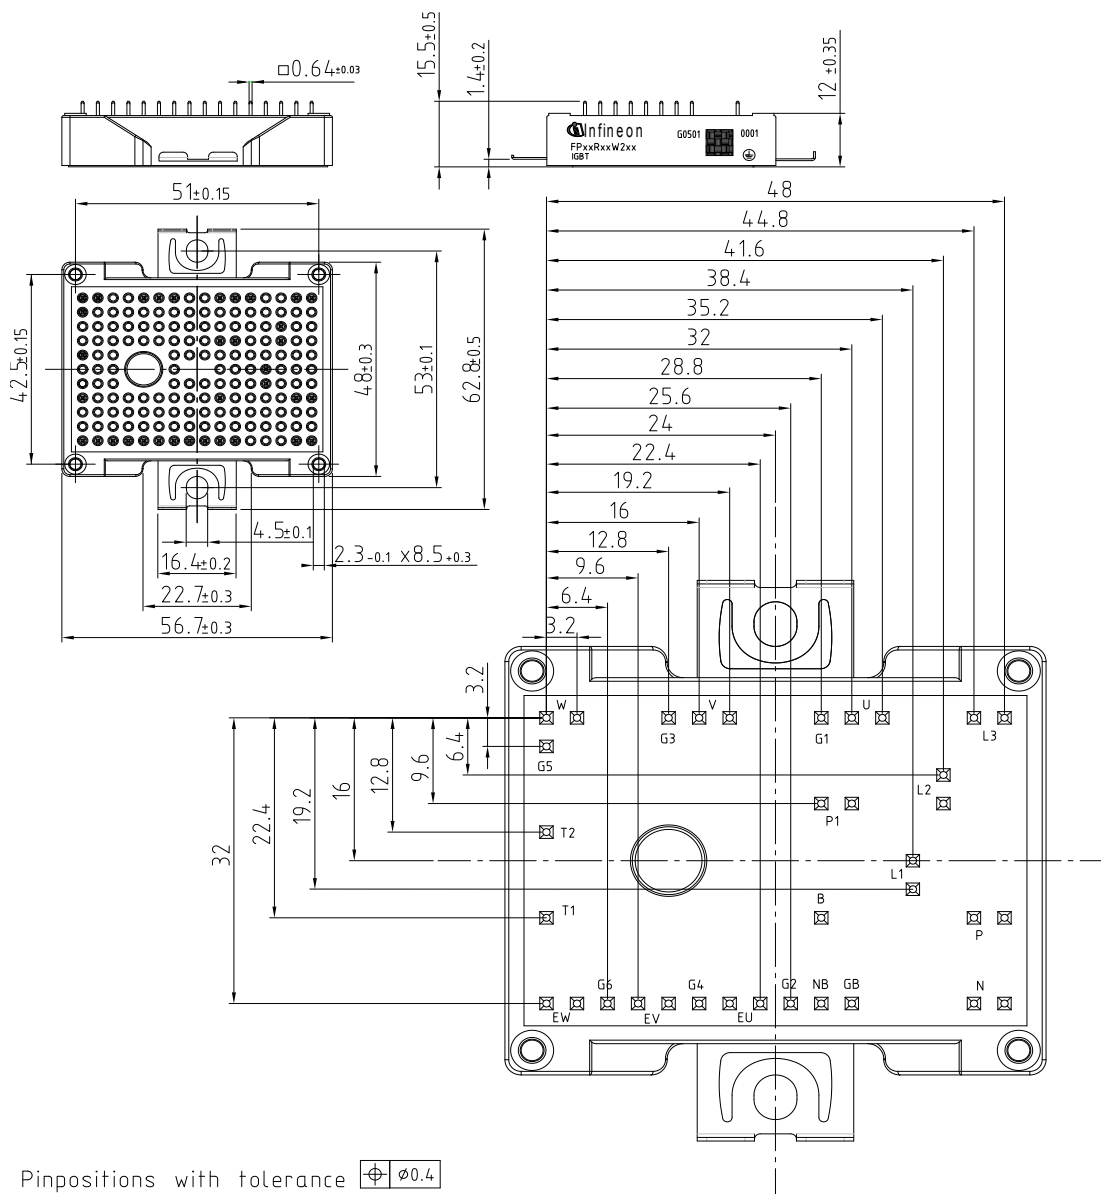 □0.64±0.03
15.5±0.5
1.4±0.2
12 ±0.35
Infineon
FPxxRxxW2xx
IGBT
G0501
0001
51±0.15
42.5±0.15
48±0.3
53±0.1
62.8±0.5
4.5±0.1
16.4±0.2
2.3-0.1 x8.5+0.3
22.7±0.3
56.7±0.3
48
44.8
41.6
38.4
35.2
32
28.8
25.6
24
22.4
19.2
16
12.8
9.6
6.4
3.2
3.2
6.4
9.6
12.8
16
19.2
22.4
32
W
V
U
G3
G1
L3
G5
L2
P1
T2
L1
B
T1
P
G6
G4
G2
NB
GB
N
EW
EV
EU
Pinpositions with tolerance ⌖ ⌀0.4